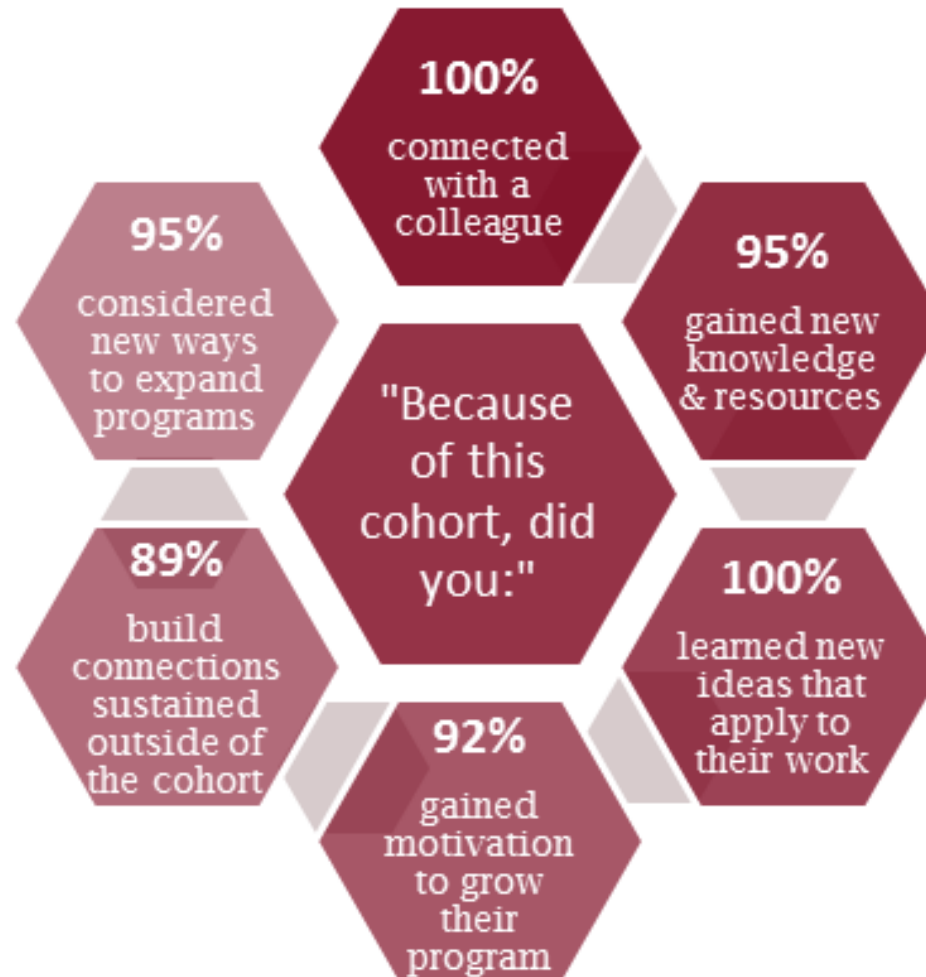 100%
connected
with a
colleague
95%
gained new
knowledge
& resources
100%
learned new
ideas that
apply to
their work
92%
gained
motivation
to grow
their
program
89%
build
connections
sustained
outside of
the cohort
95%
considered
new ways
to expand
programs
"Because
of this
cohort, did
you:"